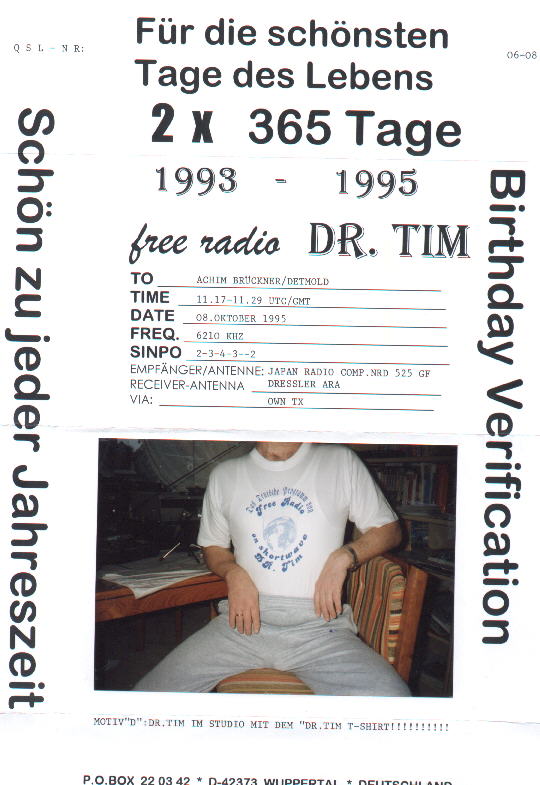 Q S L - N R:
06-08
Für die schönsten
Tage des Lebens
2 x 365 Tage
1993 - 1995
free radio DR. TIM
Schön zu jeder Jahreszeit
Birthday Verification
TO ACHIM BRÜCKNER/DETMOLD
TIME 11.17-11.29 UTC/GMT
DATE 08.OKTOBER 1995
FREQ. 6210 KHZ
SINPO 2-3-4-3--2
EMPFÄNGER/ANTENNE: JAPAN RADIO COMP.NRD 525 GF
RECEIVER-ANTENNA DRESSLER ARA
VIA: OWN TX
Das Deutsche Programm von
Free Radio
on shortwave
DR. Tim
MOTIV"D":DR.TIM IM STUDIO MIT DEM "DR.TIM T-SHIRT!!!!!!!!!!
P.O.BOX 22 03 42 * D-42373 WUPPERTAL * DEUTSCHLAND